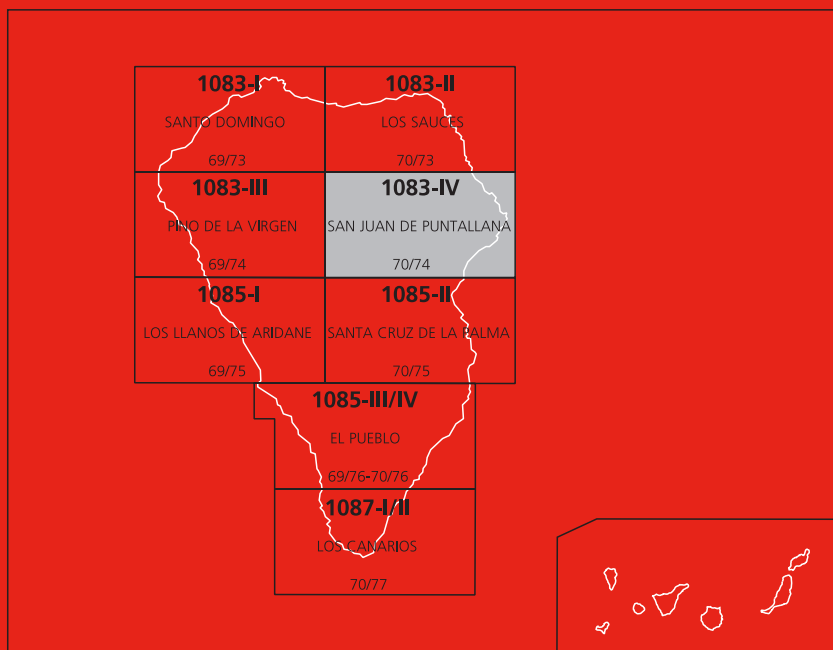 1083-I
SANTO DOMINGO
69/73
1083-II
LOS SAUCES
70/73
1083-III
PINO DE LA VIRGEN
69/74
1083-IV
SAN JUAN DE PUNTALLANA
70/74
1085-I
LOS LLANOS DE ARIDANE
69/75
1085-II
SANTA CRUZ DE LA PALMA
70/75
1085-III/IV
EL PUEBLO
69/76-70/76
1087-I/II
LOS CANARIOS
70/77